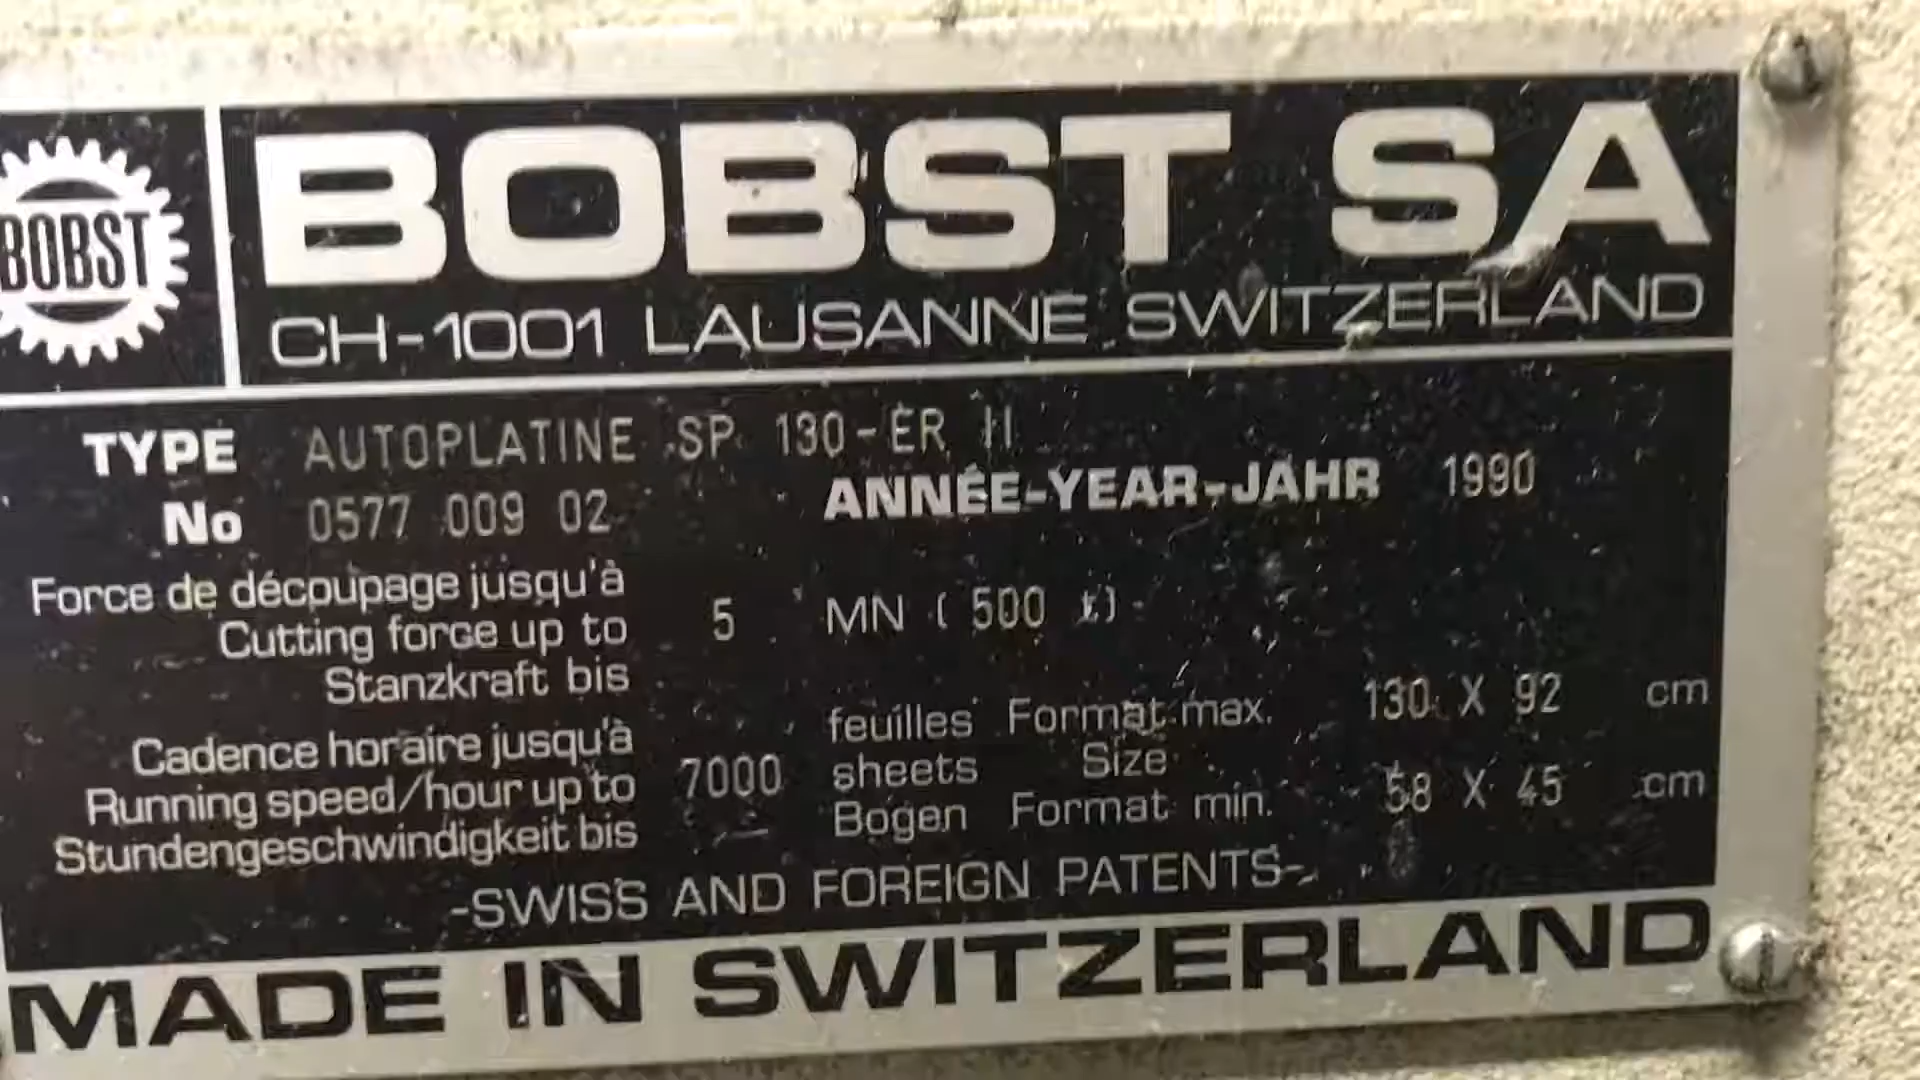 BOBST
BOBST SA
CH-1001 LAUSANNE SWITZERLAND
TYPE AUTOPLATINE SP 130-ER II
No 0577 009 02 ANNÉE-YEAR-JAHR 1990
Force de découpage jusqu'à
Cutting force up to 5 MN (500 t)
Stanzkraft bis
Cadence horaire jusqu'à feuilles Format max. 130 X 92 cm
Running speed/hour up to 7000 sheets Size
Stundengeschwindigkeit bis Bogen Format min. 58 X 45 cm
-SWISS AND FOREIGN PATENTS-
MADE IN SWITZERLAND